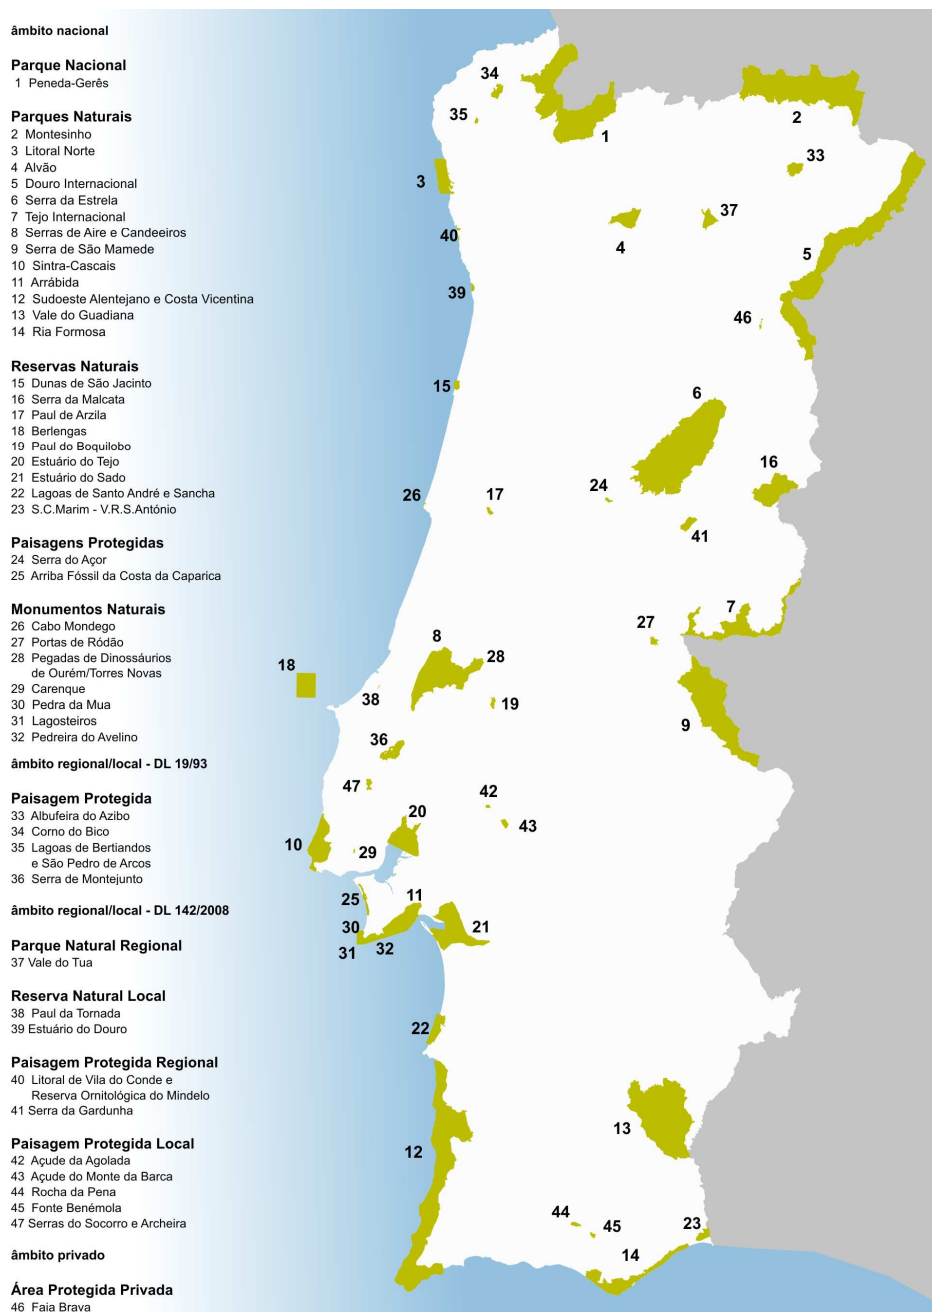 âmbito nacional
Parque Nacional
1 Peneda-Gerês
Parques Naturais
2 Montesinho
3 Litoral Norte
4 Alvão
5 Douro Internacional
6 Serra da Estrela
7 Tejo Internacional
8 Serras de Aire e Candeeiros
9 Serra de São Mamede
10 Sintra-Cascais
11 Arrábida
12 Sudoeste Alentejano e Costa Vicentina
13 Vale do Guadiana
14 Ria Formosa
Reservas Naturais
15 Dunas de São Jacinto
16 Serra da Malcata
17 Paul de Arzila
18 Berlengas
19 Paul do Boquilobo
20 Estuário do Tejo
21 Estuário do Sado
22 Lagoas de Santo André e Sancha
23 S.C.Marim - V.R.S.António
Paisagens Protegidas
24 Serra do Açor
25 Arriba Fóssil da Costa da Caparica
Monumentos Naturais
26 Cabo Mondego
27 Portas de Ródão
28 Pegadas de Dinossáurios
de Ourém/Torres Novas
29 Carenque
30 Pedra da Mua
31 Lagosteiros
32 Pedreira do Avelino
âmbito regional/local - DL 19/93
Paisagem Protegida
33 Albufeira do Azibo
34 Corno do Bico
35 Lagoas de Bertiandos
e São Pedro de Arcos
36 Serra de Montejunto
âmbito regional/local - DL 142/2008
Parque Natural Regional
37 Vale do Tua
Reserva Natural Local
38 Paul da Tornada
39 Estuário do Douro
Paisagem Protegida Regional
40 Litoral de Vila do Conde e
Reserva Ornitológica do Mindelo
41 Serra da Gardunha
Paisagem Protegida Local
42 Açude da Agolada
43 Açude do Monte da Barca
44 Rocha da Pena
45 Fonte Benémola
47 Serras do Socorro e Archeira
âmbito privado
Área Protegida Privada
46 Faia Brava
34
35
1
2
33
3
37
40
4
5
39
46
15
6
16
26
17
24
41
7
27
8
28
18
38
19
9
36
47
42
20
43
10
29
25
11
30
21
31
32
22
13
12
44
45
23
14